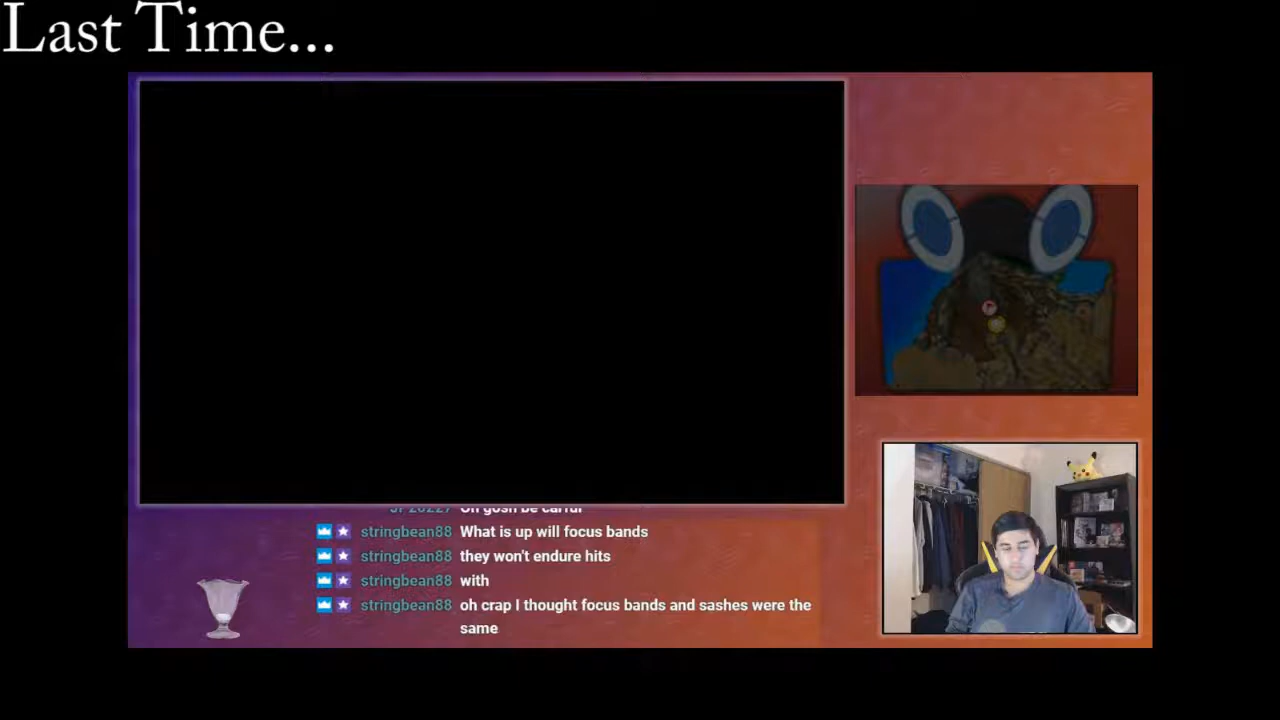 Last Time...
stringbean88 What is up will focus bands
stringbean88 they won't endure hits
stringbean88 with
stringbean88 oh crap I thought focus bands and sashes were the
same